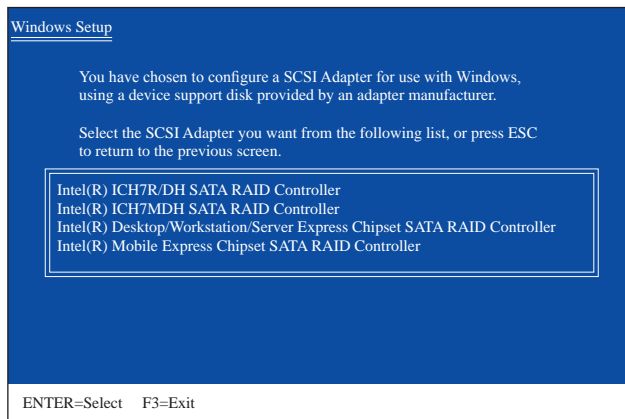 Windows Setup
You have chosen to configure a SCSI Adapter for use with Windows,
using a device support disk provided by an adapter manufacturer.
Select the SCSI Adapter you want from the following list, or press ESC
to return to the previous screen.
Intel(R) ICH7R/DH SATA RAID Controller
Intel(R) ICH7MDH SATA RAID Controller
Intel(R) Desktop/Workstation/Server Express Chipset SATA RAID Controller
Intel(R) Mobile Express Chipset SATA RAID Controller
ENTER=Select F3=Exit